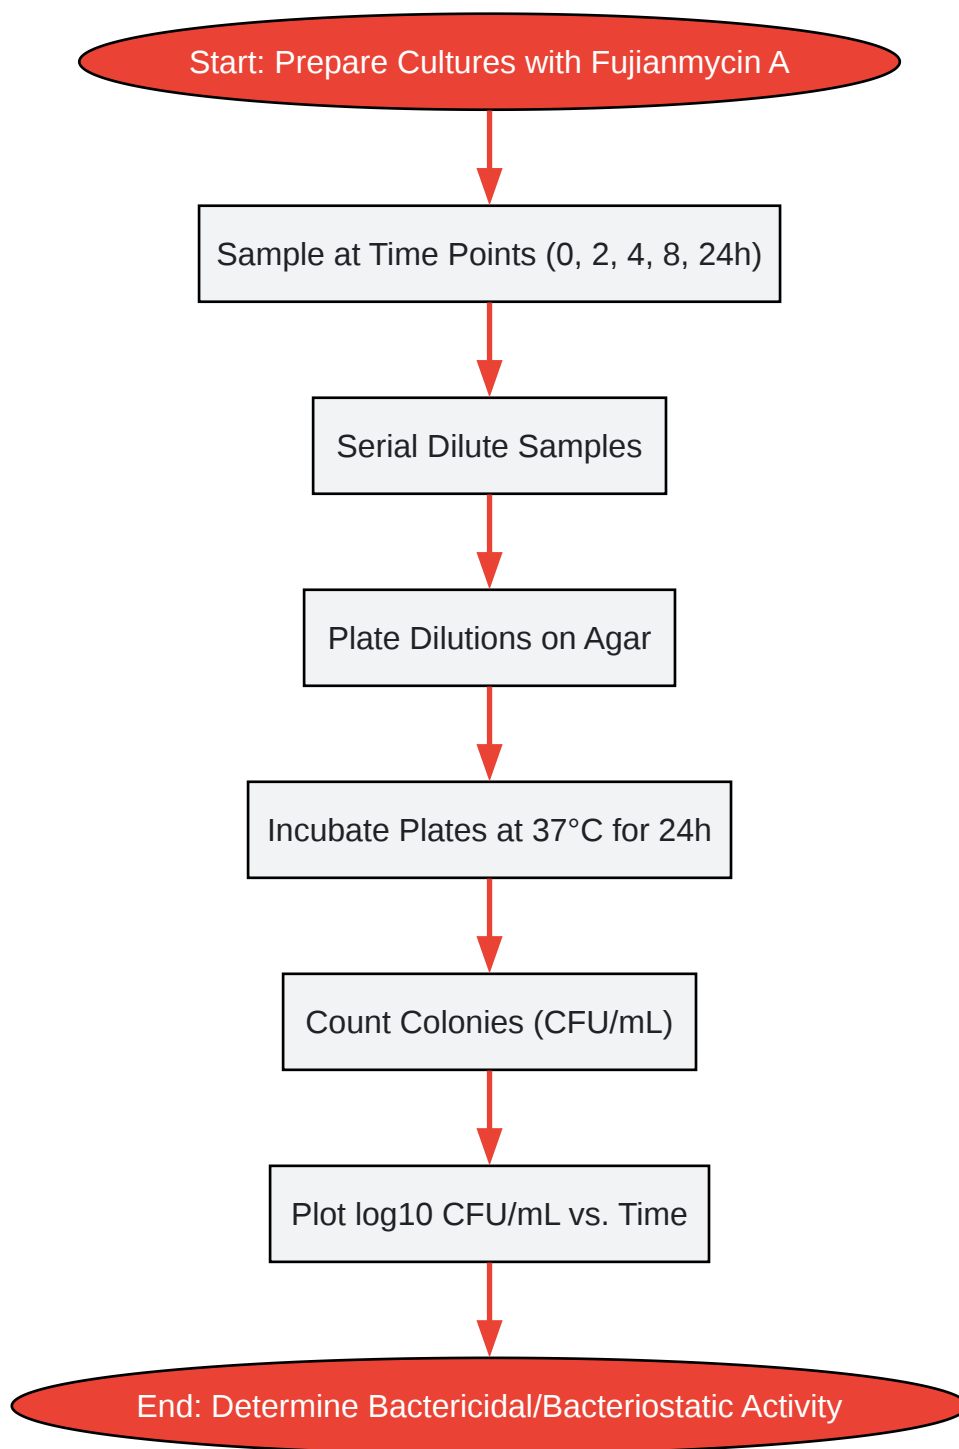 Start: Prepare Cultures with Fujianmycin A
Sample at Time Points (0, 2, 4, 8, 24h)
Serial Dilute Samples
Plate Dilutions on Agar
Incubate Plates at 37°C for 24h
Count Colonies (CFU/mL)
Plot log10 CFU/mL vs. Time
End: Determine Bactericidal/Bacteriostatic Activity